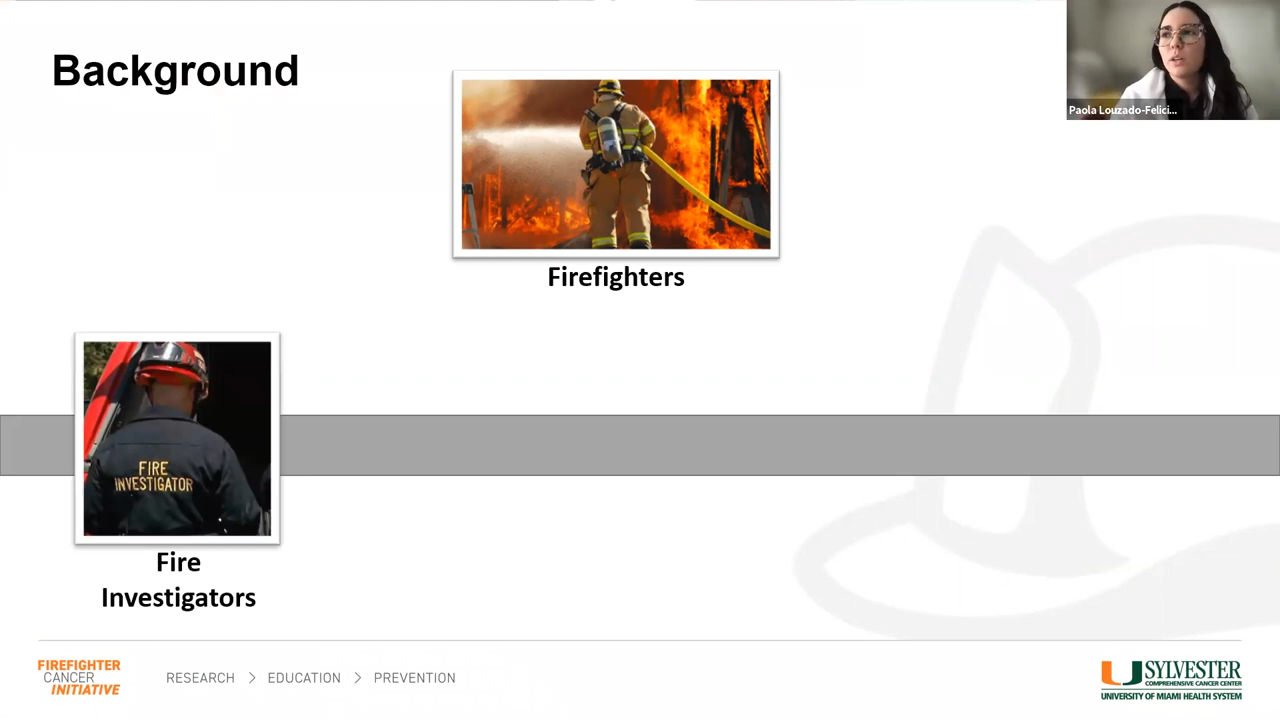 Background
Paola Louzado-Felici...
Firefighters
FIRE
INVESTIGATOR
Fire
Investigators
FIREFIGHTER
CANCER
INITIATIVE
RESEARCH > EDUCATION > PREVENTION
SYLVESTER
COMPREHENSIVE CANCER CENTER
UNIVERSITY OF MIAMI HEALTH SYSTEM